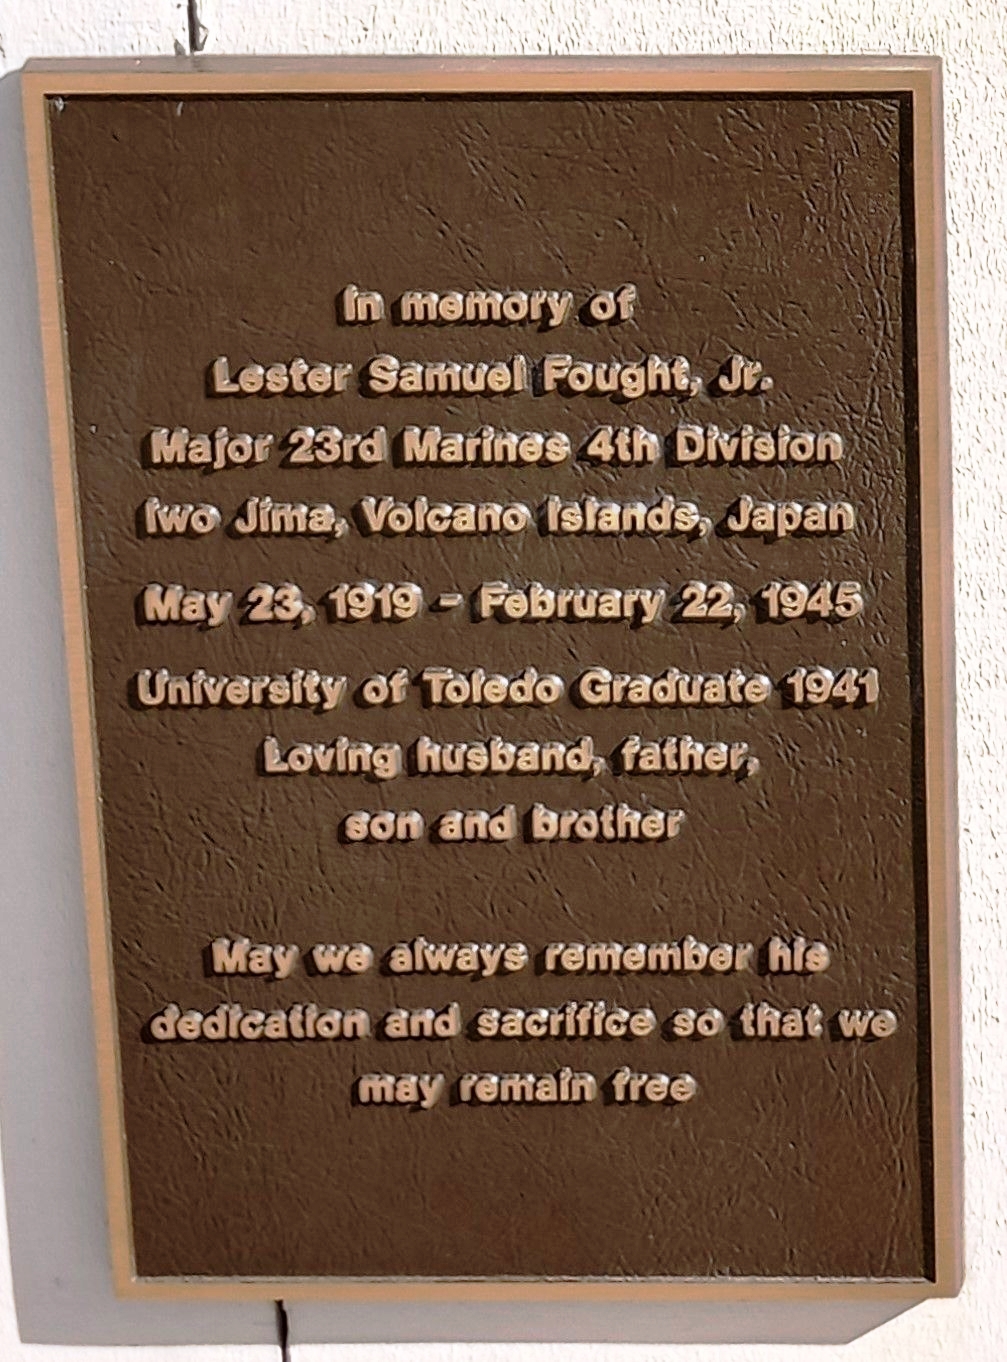 In memory of
Lester Samuel Fought, Jr.
Major 23rd Marines 4th Division
Iwo Jima, Volcano Islands, Japan
May 23, 1919 - February 22, 1945
University of Toledo Graduate 1941
Loving husband, father,
son and brother
May we always remember his
dedication and sacrifice so that we
may remain free